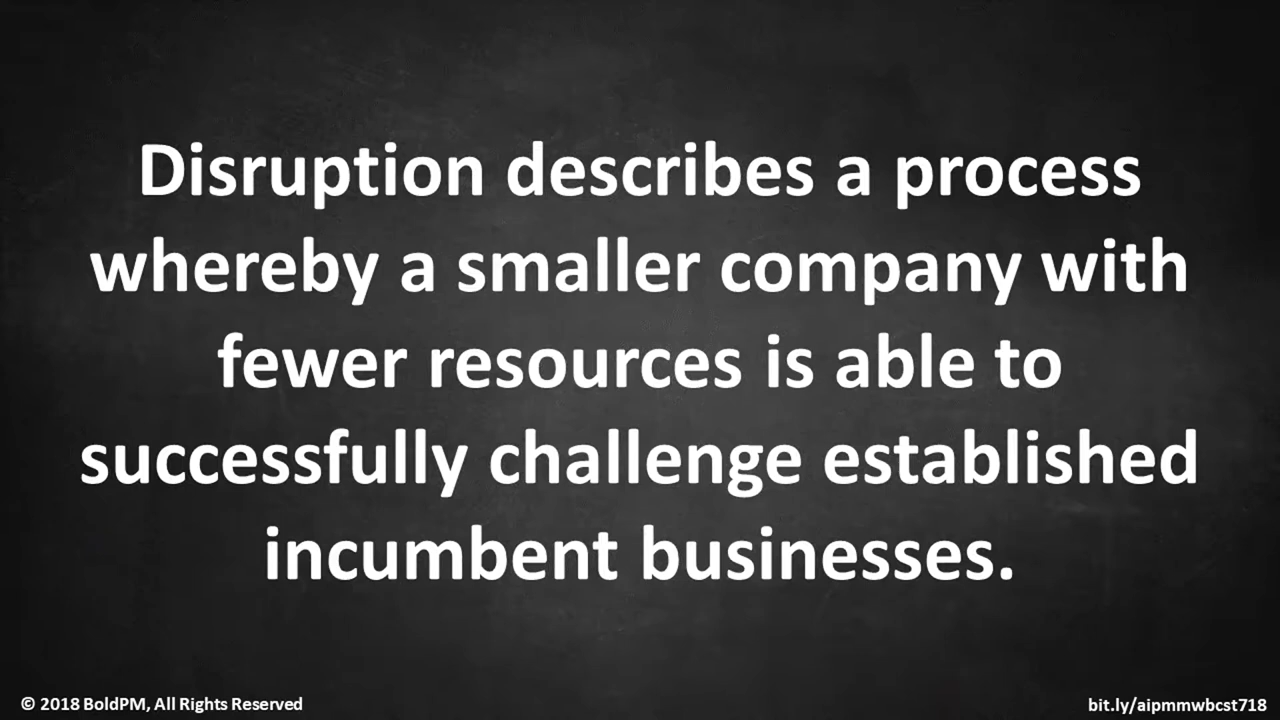 Disruption describes a process
whereby a smaller company with
fewer resources is able to
successfully challenge established
incumbent businesses.
© 2018 BoldPM, All Rights Reserved
bit.ly/aipmmwbcst718